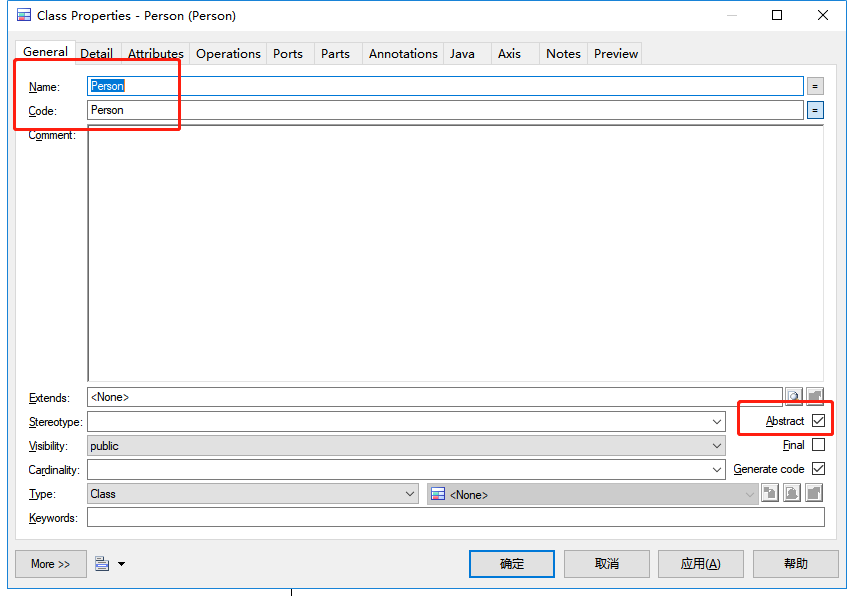 Class Properties - Person (Person)
General Detail Attributes Operations Ports Parts Annotations Java Axis Notes Preview
Name: Person =
Code: Person =
Comment:
Extends: <None>
Stereotype: Abstract
Visibility: public Final
Cardinality: Generate code
Type: Class <None>
Keywords:
More >> 确定 取消 应用(A) 帮助